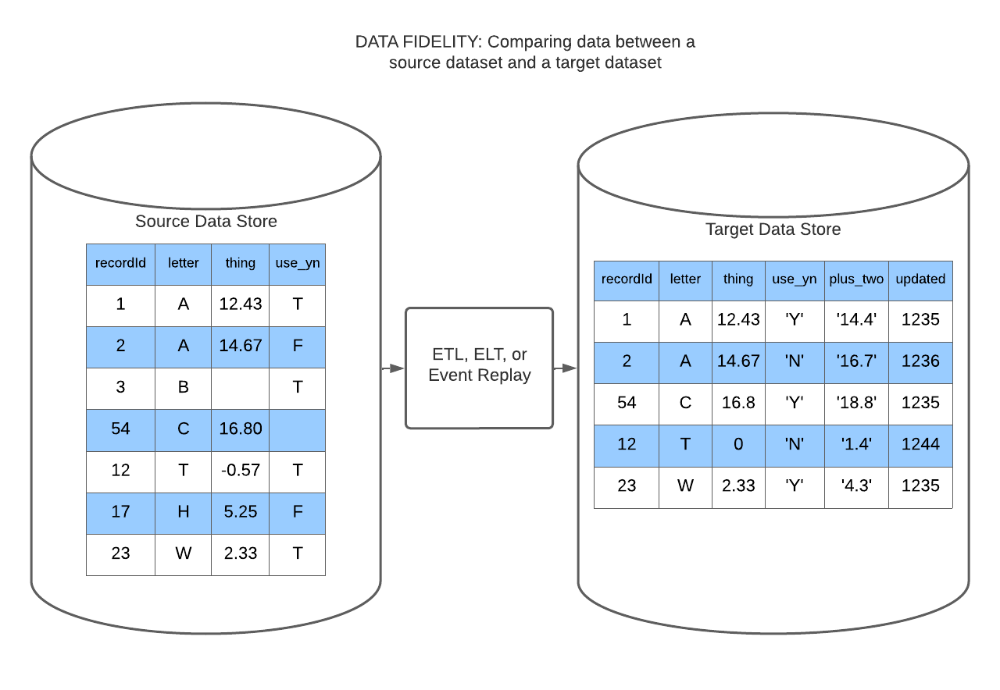 DATA FIDELITY: Comparing data between a
source dataset and a target dataset
Source Data Store
recordId letter thing use_yn
1 A 12.43 T
2 A 14.67 F
3 B T
54 C 16.80
12 T -0.57 T
17 H 5.25 F
23 W 2.33 T
ETL, ELT, or
Event Replay
Target Data Store
recordId letter thing use_yn plus_two updated
1 A 12.43 'Y' '14.4' 1235
2 A 14.67 'N' '16.7' 1236
54 C 16.8 'Y' '18.8' 1235
12 T 0 'N' '1.4' 1244
23 W 2.33 'Y' '4.3' 1235